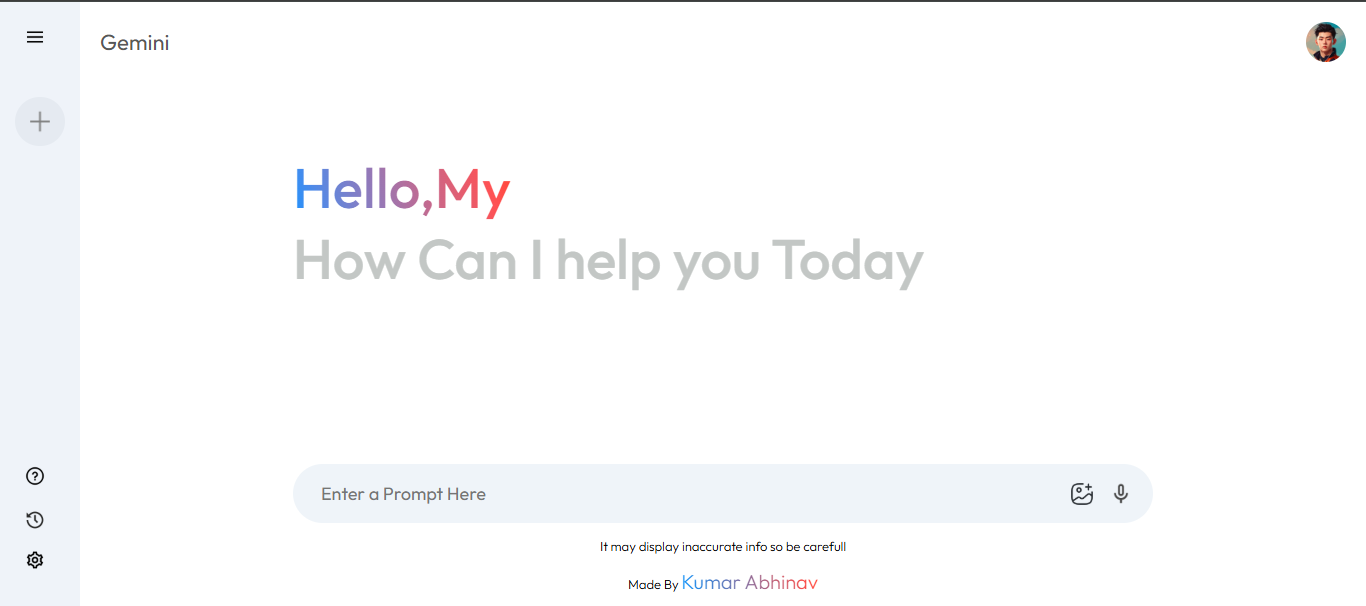 Gemini
Hello,My
How Can I help you Today
Enter a Prompt Here
It may display inaccurate info so be carefull
Made By Kumar Abhinav